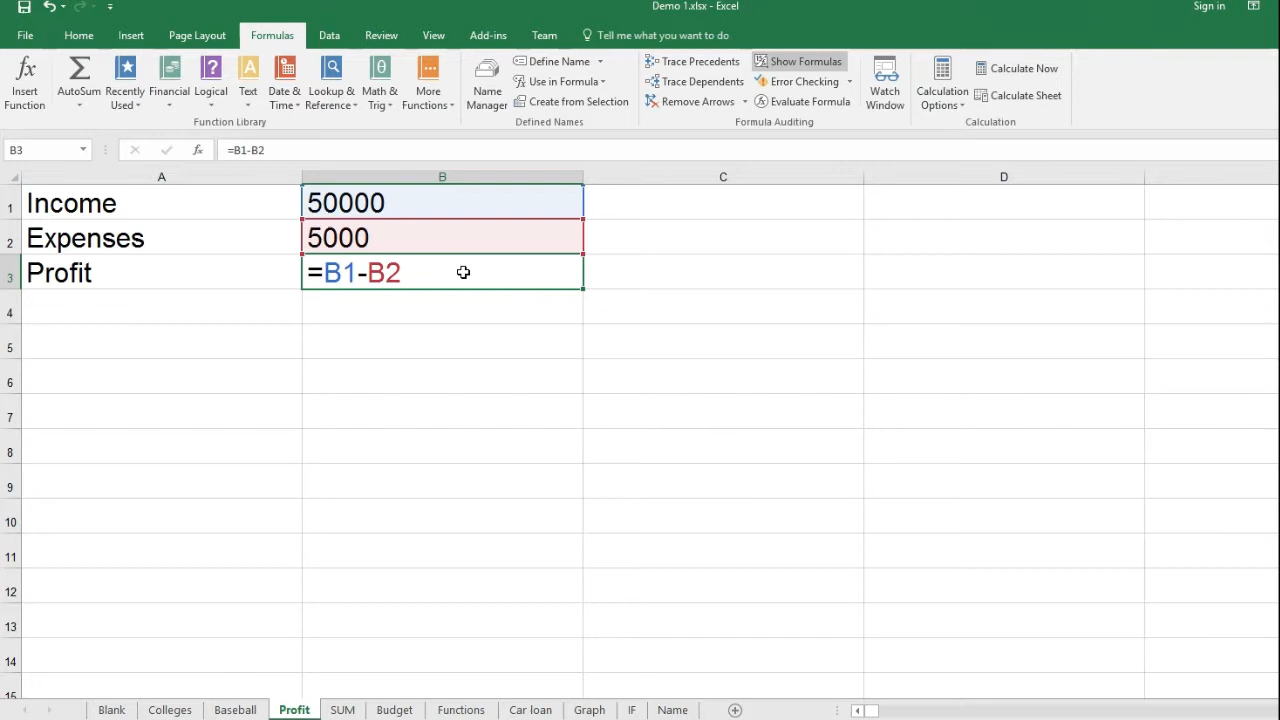 Demo 1.xlsx - Excel
Sign in
File Home Insert Page Layout Formulas Data Review View Add-ins Team Tell me what you want to do
fx Insert Function
Σ AutoSum
Recently Used
Financial
? Logical
A Text
Date & Time
Lookup & Reference
θ Math & Trig
More Functions
Function Library
Name Manager
Define Name
Use in Formula
Create from Selection
Defined Names
Trace Precedents
Trace Dependents
Remove Arrows
Show Formulas
Error Checking
Evaluate Formula
Formula Auditing
Watch Window
Calculation Options
Calculate Now
Calculate Sheet
Calculation
B3 fx =B1-B2
A B C D
1 Income 50000
2 Expenses 5000
3 Profit =B1-B2
4
5
6
7
8
9
10
11
12
13
14
15
Blank Colleges Baseball Profit SUM Budget Functions Car loan Graph IF Name